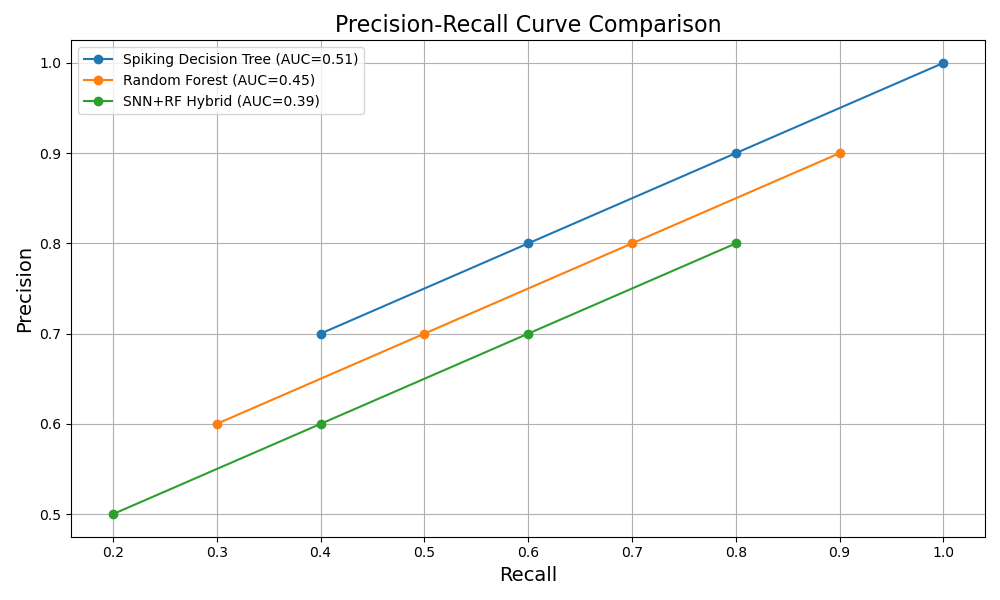 Precision-Recall Curve Comparison
Spiking Decision Tree (AUC=0.51)
Random Forest (AUC=0.45)
SNN+RF Hybrid (AUC=0.39)
Precision
1.0
0.9
0.8
0.7
0.6
0.5
0.2 0.3 0.4 0.5 0.6 0.7 0.8 0.9 1.0
Recall